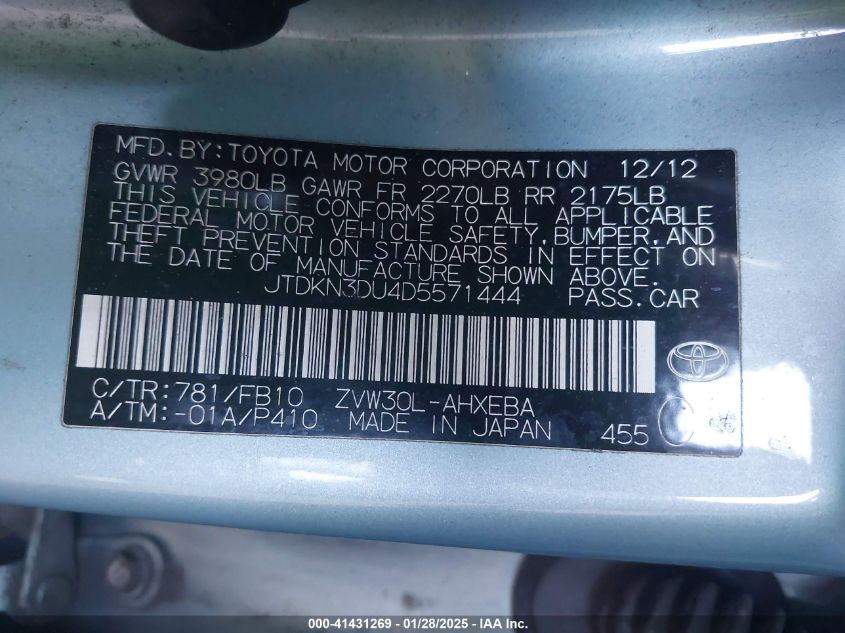 MFD.BY:TOYOTA MOTOR CORPORATION 12/12
GVWR 3980LB GAWR FR 2270LB RR 2175LB
THIS VEHICLE CONFORMS TO ALL APPLICABLE
FEDERAL MOTOR VEHICLE SAFETY,BUMPER,AND
THEFT PREVENTION STANDARDS IN EFFECT ON
THE DATE OF MANUFACTURE SHOWN ABOVE.
JTDKN3DU4D5571444 PASS.CAR
C/TR:781/FB10 ZVW30L-AHXEBA
A/TM:-01A/P410 MADE IN JAPAN 455
000-41431269 | 01/28/2025 | IAA Inc.